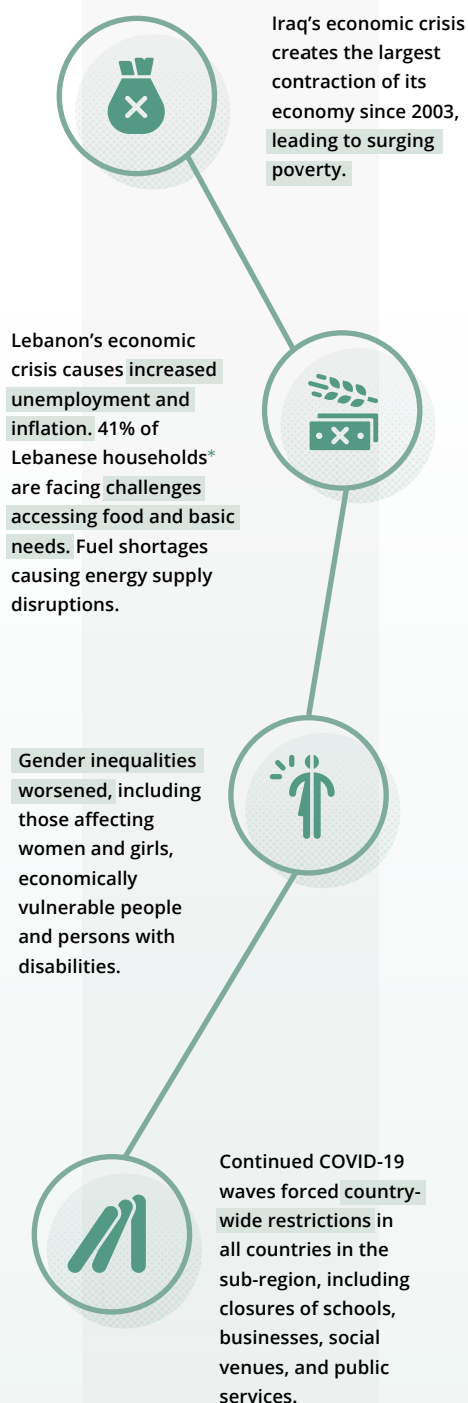 Iraq’s economic crisis
creates the largest
contraction of its
economy since 2003,
leading to surging
poverty.
Lebanon’s economic
crisis causes increased
unemployment and
inflation. 41% of
Lebanese households*
are facing challenges
accessing food and basic
needs. Fuel shortages
causing energy supply
disruptions.
Gender inequalities
worsened, including
those affecting
women and girls,
economically
vulnerable people
and persons with
disabilities.
Continued COVID-19
waves forced country-
wide restrictions in
all countries in the
sub-region, including
closures of schools,
businesses, social
venues, and public
services.